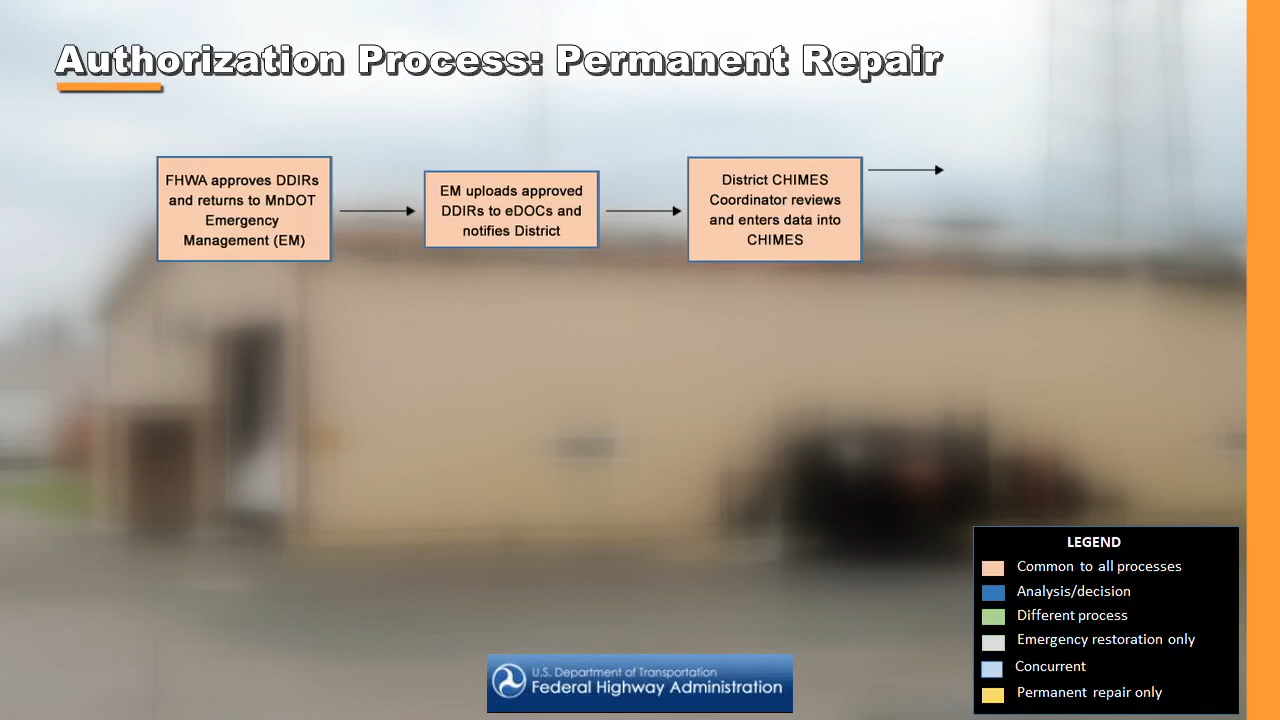 Authorization Process: Permanent Repair
FHWA approves DDIRs
and returns to MnDOT
Emergency
Management (EM)
EM uploads approved
DDIRs to eDOCs and
notifies District
District CHIMES
Coordinator reviews
and enters data into
CHIMES
LEGEND
Common to all processes
Analysis/decision
Different process
Emergency restoration only
Concurrent
Permanent repair only
U.S. Department of Transportation
Federal Highway Administration